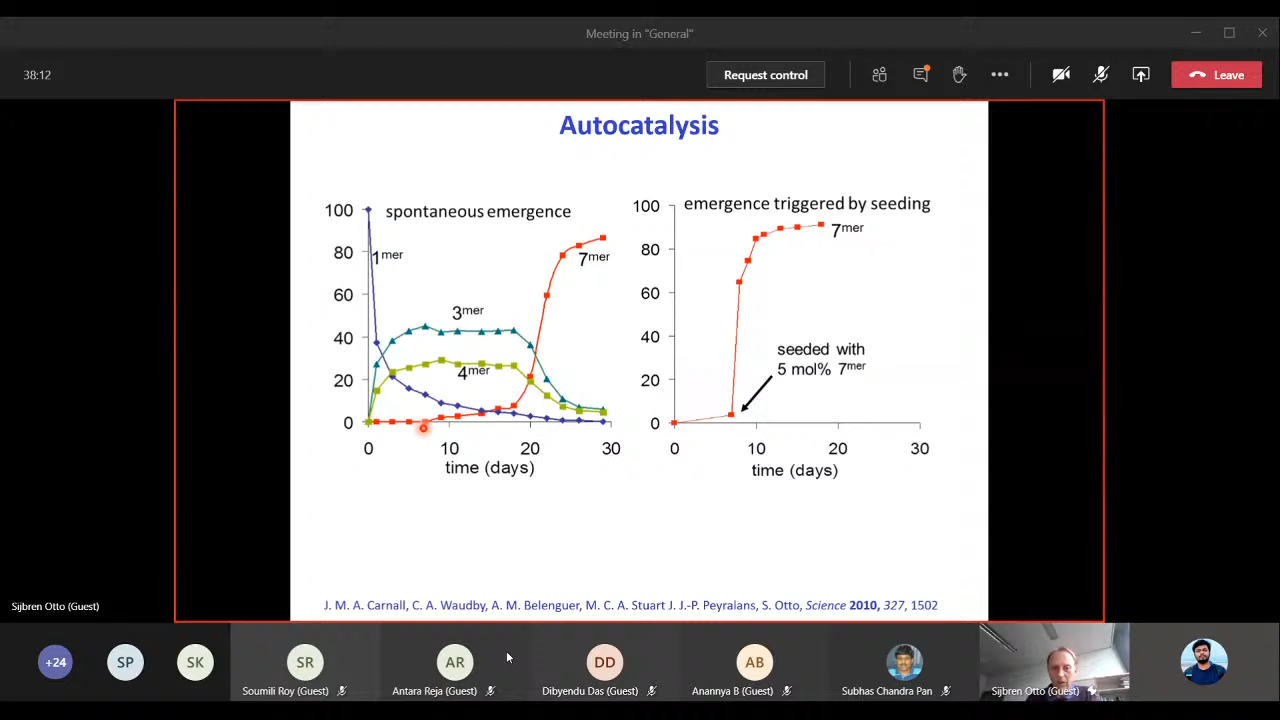 Meeting in "General"
38:12
Request control
Leave
Autocatalysis
spontaneous emergence
100
80
60
40
20
0
1mer
3mer
4mer
7mer
0
10
20
30
time (days)
emergence triggered by seeding
100
80
60
40
20
0
7mer
seeded with
5 mol% 7mer
0
10
20
30
time (days)
J. M. A. Carnall, C. A. Waudby, A. M. Belenguer, M. C. A. Stuart J. J.-P. Peyralans, S. Otto, Science 2010, 327, 1502
Sijbren Otto (Guest)
+24
SP
SK
SR
Soumili Roy (Guest)
AR
Antara Reja (Guest)
DD
Dibyendu Das (Guest)
AB
Anannya B (Guest)
Subhas Chandra Pan
Sijbren Otto (Guest)